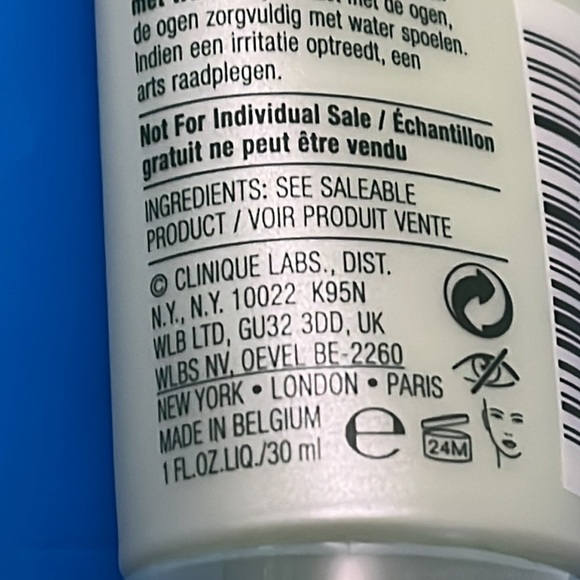 de ogen,
de ogen zorgvuldig met water spoelen.
Indien een irritatie optreedt, een
arts raadplegen.
Not For Individual Sale / Échantillon
gratuit ne peut être vendu
INGREDIENTS: SEE SALEABLE
PRODUCT / VOIR PRODUIT VENTE
© CLINIQUE LABS., DIST.
N.Y., N.Y. 10022 K95N
WLB LTD, GU32 3DD, UK
WLBS NV, OEVEL BE-2260
NEW YORK • LONDON • PARIS
MADE IN BELGIUM
1 FL.OZ.LIQ./30 ml
e
24M